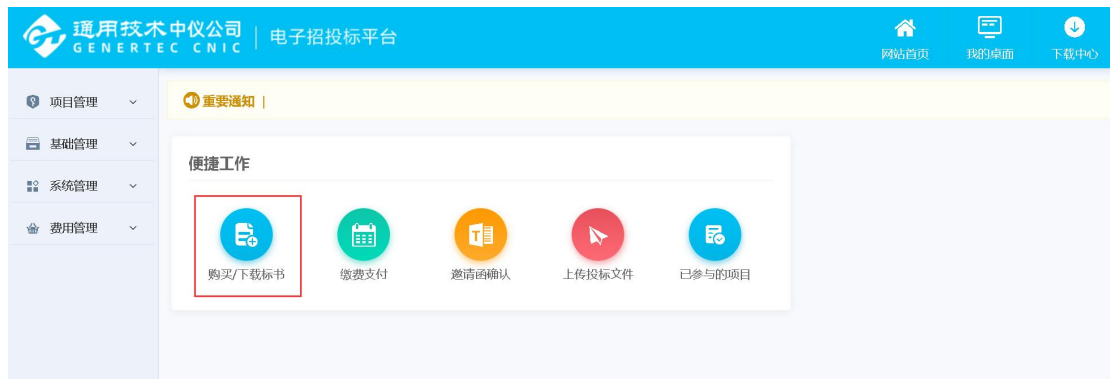 通用技术中仪公司
GENERTEC CNIC
电子招投标平台
网站首页
我的桌面
下载中心
项目管理
基础管理
系统管理
费用管理
重要通知 |
便捷工作
购买/下载标书
缴费支付
邀请函确认
上传投标文件
已参与的项目